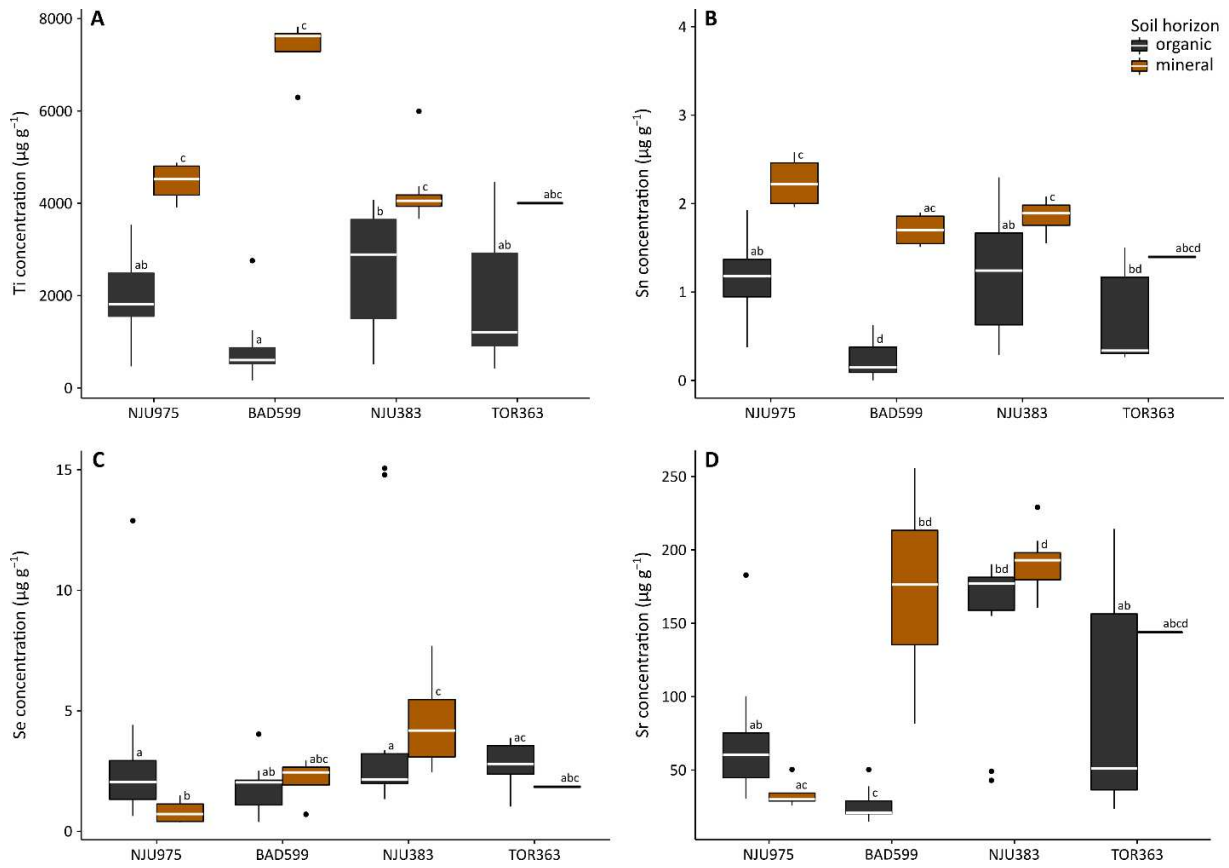 A
Ti concentration (µg g⁻¹)
8000
6000
4000
2000
0
ab
c
a
c
b
c
ab
abc
NJU975 BAD599 NJU383 TOR363
B
Soil horizon
organic
mineral
Sn concentration (µg g⁻¹)
4
3
2
1
0
ab
c
d
ac
ab
c
bd
abcd
NJU975 BAD599 NJU383 TOR363
C
Se concentration (µg g⁻¹)
15
10
5
0
a
b
ab
abc
a
c
ac
abc
NJU975 BAD599 NJU383 TOR363
D
Sr concentration (µg g⁻¹)
250
200
150
100
50
ab
ac
c
bd
bd
d
ab
abcd
NJU975 BAD599 NJU383 TOR363